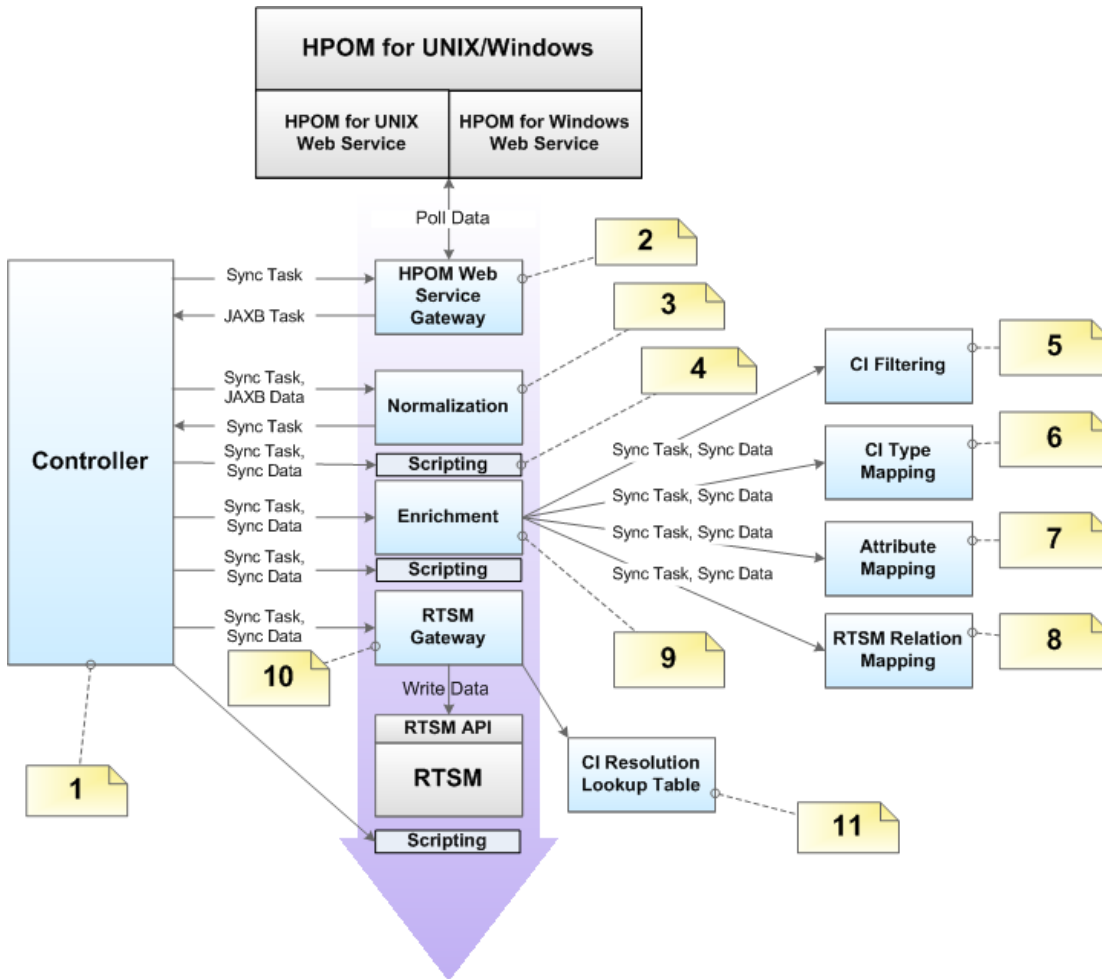 HPOM for UNIX/Windows
HPOM for UNIX
Web Service
HPOM for Windows
Web Service
Poll Data
2
Sync Task
HPOM Web
Service
Gateway
JAXB Task
3
4
5
CI Filtering
Sync Task,
JAXB Data
Normalization
Sync Task
Controller
Sync Task,
Sync Data
Scripting
Sync Task, Sync Data
6
CI Type
Mapping
Sync Task,
Sync Data
Enrichment
Sync Task, Sync Data
7
Sync Task, Sync Data
Attribute
Mapping
Sync Task,
Sync Data
Scripting
Sync Task, Sync Data
Sync Task,
Sync Data
RTSM
Gateway
8
RTSM Relation
Mapping
9
10
Write Data
RTSM API
RTSM
CI Resolution
Lookup Table
1
11
Scripting